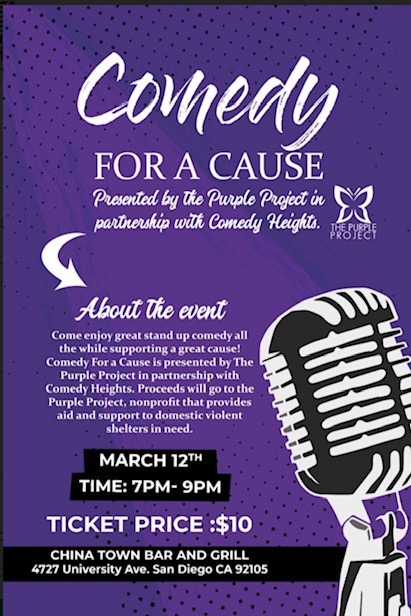 Comedy
FOR A CAUSE
Presented by the Purple Project in
partnership with Comedy Heights.
THE PURPLE
PROJECT
About the event
Come enjoy great stand up comedy all
the while supporting a great cause!
Comedy For a Cause is presented by The
Purple Project in partnership with
Comedy Heights. Proceeds will go to the
Purple Project, nonprofit that provides
aid and support to domestic violent
shelters in need.
MARCH 12TH
TIME: 7PM- 9PM
TICKET PRICE :$10
CHINA TOWN BAR AND GRILL
4727 University Ave. San Diego CA 92105